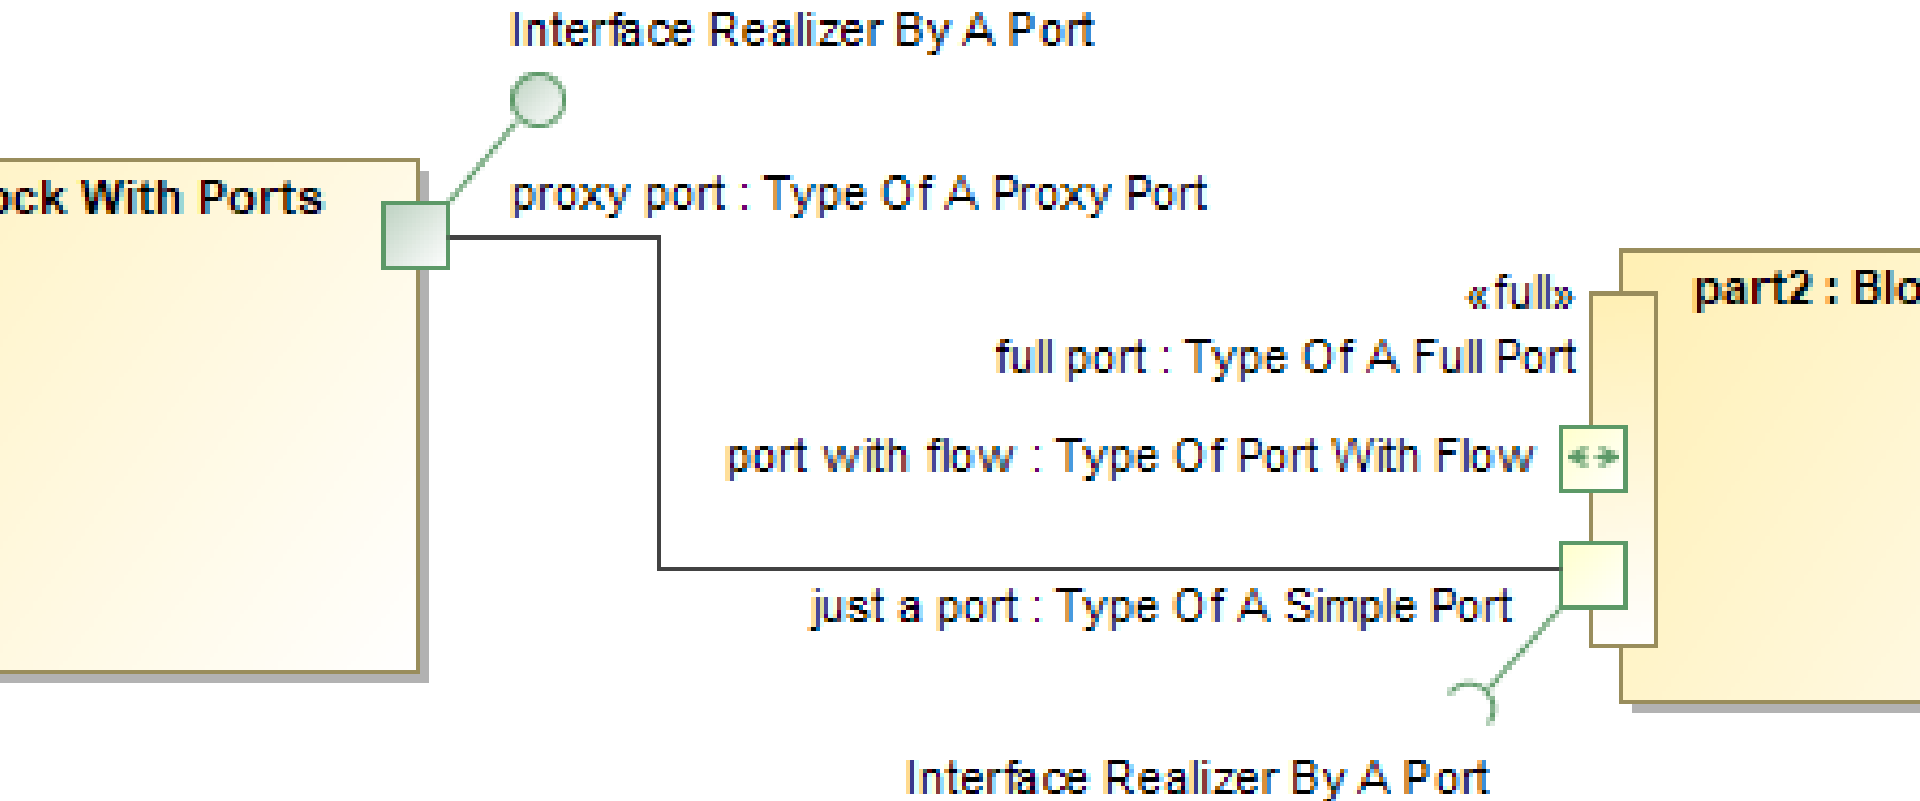 Interface Realizer By A Port
ock With Ports
proxy port : Type Of A Proxy Port
«full»
part2 : Blo
full port : Type Of A Full Port
port with flow : Type Of Port With Flow
just a port : Type Of A Simple Port
Interface Realizer By A Port